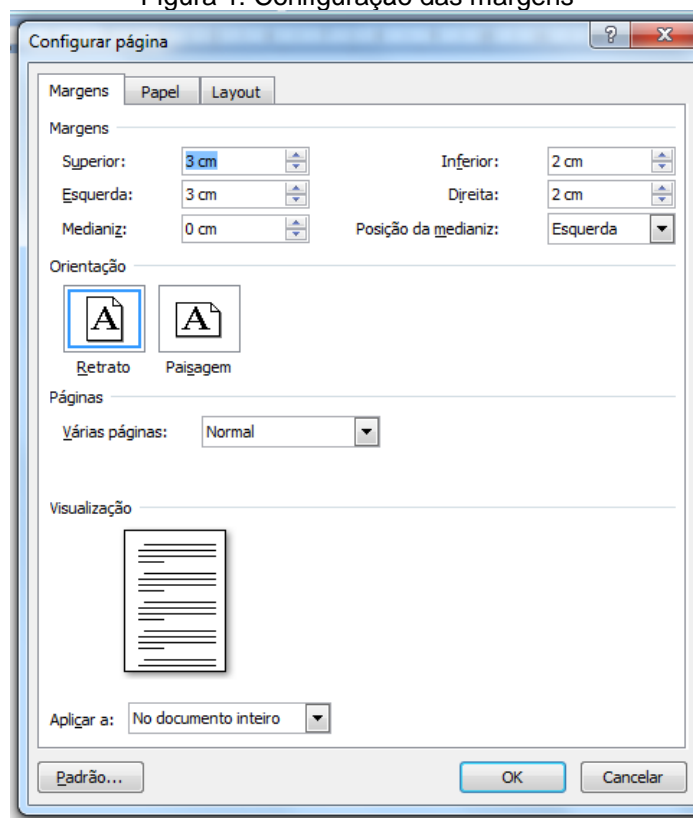 Figura 1. Configuração das margens
Configurar página
Margens Papel Layout
Margens
Superior: 3 cm Inferior: 2 cm
Esquerda: 3 cm Direita: 2 cm
Medianiz: 0 cm Posição da medianiz: Esquerda
Orientação
A A
Retrato Paisagem
Páginas
Várias páginas: Normal
Visualização
Aplicar a: No documento inteiro
Padrão... OK Cancelar